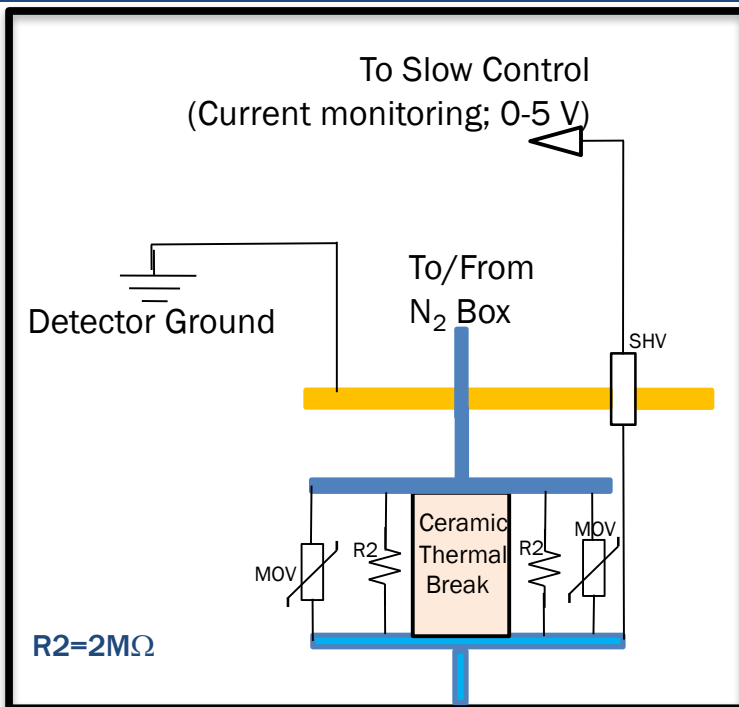 To Slow Control
(Current monitoring; 0-5 V)
To/From
N₂ Box
Detector Ground
SHV
Ceramic
Thermal
Break
MOV
R2
R2
MOV
R2=2MΩ